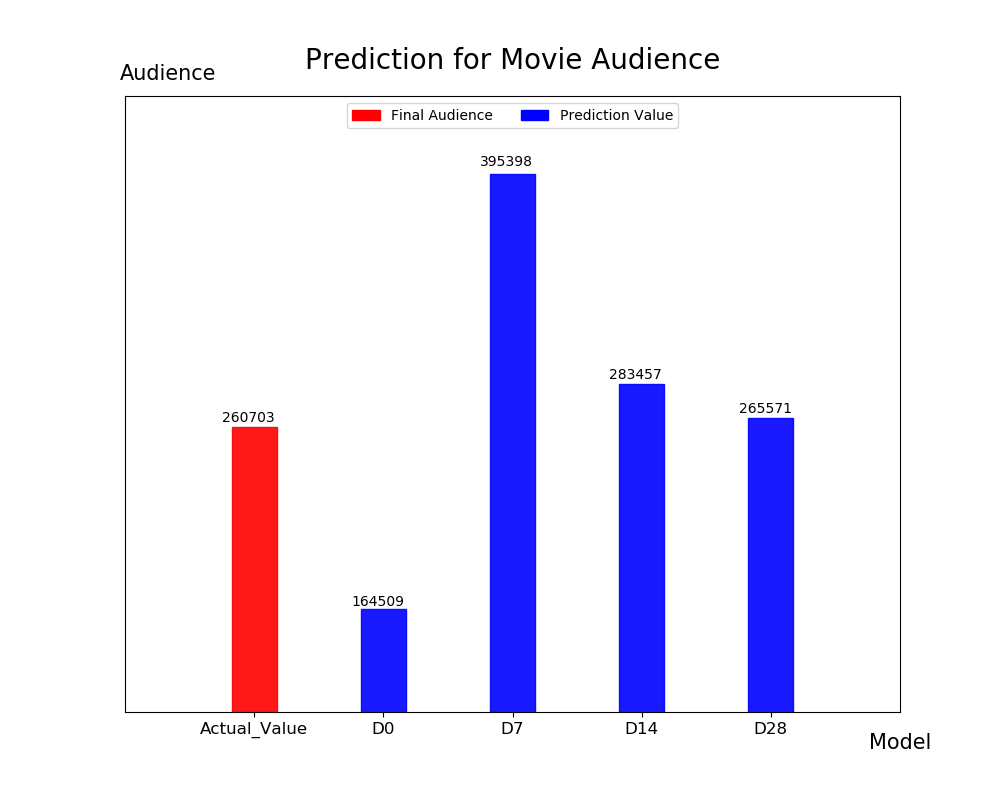 Prediction for Movie Audience
Audience
Final Audience
Prediction Value
395398
283457
265571
260703
164509
Actual_Value
D0
D7
D14
D28
Model